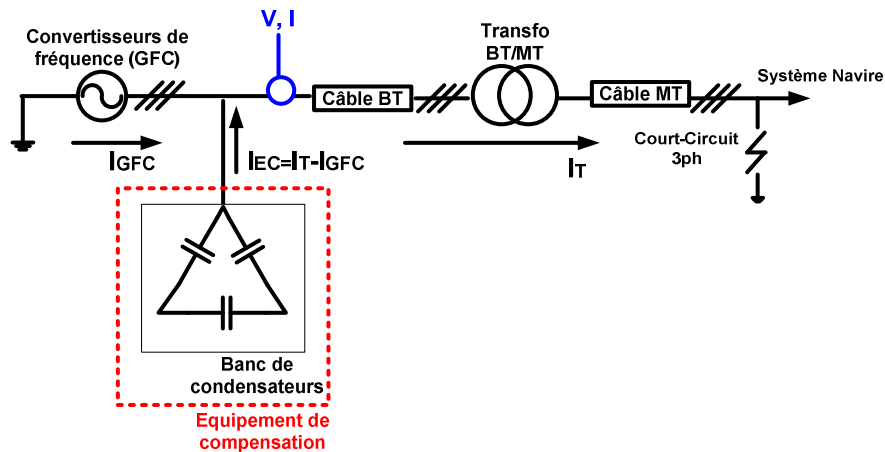 Convertisseurs de
fréquence (GFC)
V, I
Transfo
BT/MT
Câble BT
Câble MT
Système Navire
Court-Circuit
3ph
IGFC
IEC=IT-IGFC
IT
Banc de
condensateurs
Equipement de
compensation